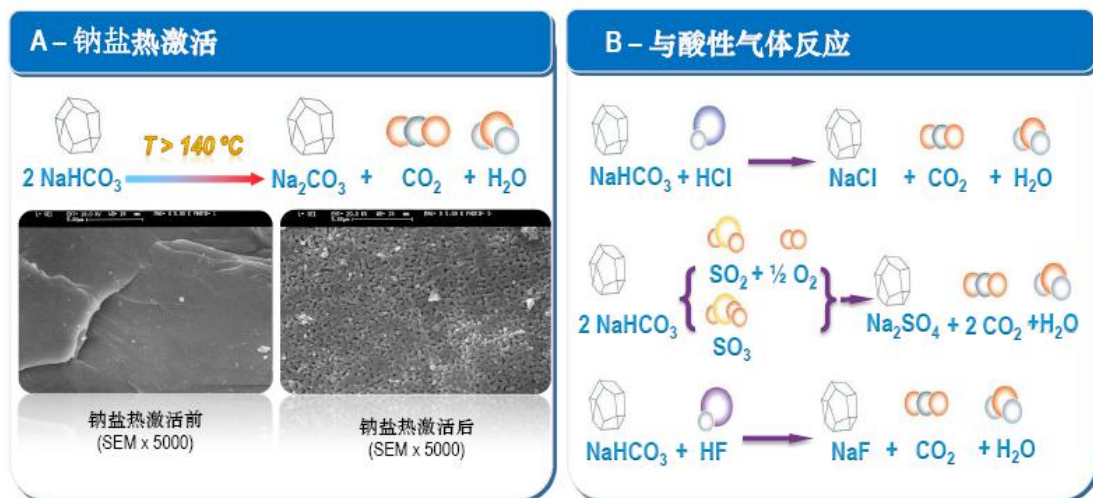 A – 钠盐热激活
T > 140 ºC
2 NaHCO₃ Na₂CO₃ + CO₂ + H₂O
钠盐热激活前
(SEM x 5000)
钠盐热激活后
(SEM x 5000)
B – 与酸性气体反应
NaHCO₃ + HCl NaCl + CO₂ + H₂O
SO₂ + ½ O₂
2 NaHCO₃ { } Na₂SO₄ + 2 CO₂ +H₂O
SO₃
NaHCO₃ + HF NaF + CO₂ + H₂O